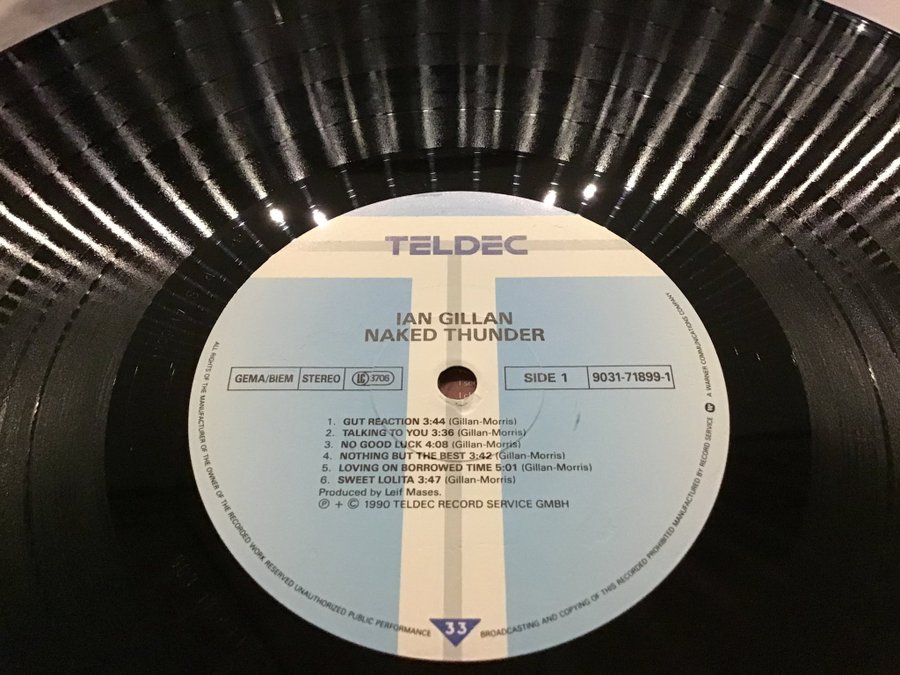 TELDEC
IAN GILLAN
NAKED THUNDER
GEMA/BIEM STEREO LC 3706 SIDE 1 9031-71899-1
1. GUT REACTION 3:44 (Gillan-Morris)
2. TALKING TO YOU 3:36 (Gillan-Morris)
3. NO GOOD LUCK 4:08 (Gillan-Morris)
4. NOTHING BUT THE BEST 3:42 (Gillan-Morris)
5. LOVING ON BORROWED TIME 5:01 (Gillan-Morris)
6. SWEET LOLITA 3:47 (Gillan-Morris)
Produced by Leif Mases.
℗ + © 1990 TELDEC RECORD SERVICE GMBH
33
ALL RIGHTS OF THE MANUFACTURER OF THE OWNER OF THE RECORDED WORK RESERVED UNAUTHORIZED PUBLIC PERFORMANCE BROADCASTING AND COPYING OF THIS RECORDED PROHIBITED MANUFACTURED BY RECORD SERVICE A WARNER COMMUNICATIONS COMPANY